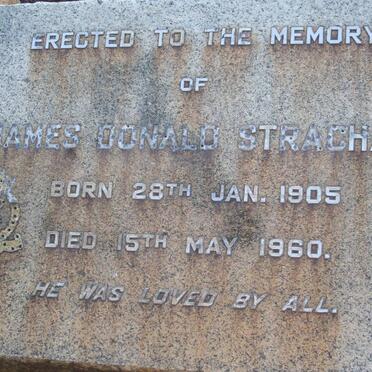 ERECTED TO THE MEMORY
OF
JAMES DONALD STRACHA
BORN 28TH JAN. 1905
DIED 15TH MAY 1960.
HE WAS LOVED BY ALL.